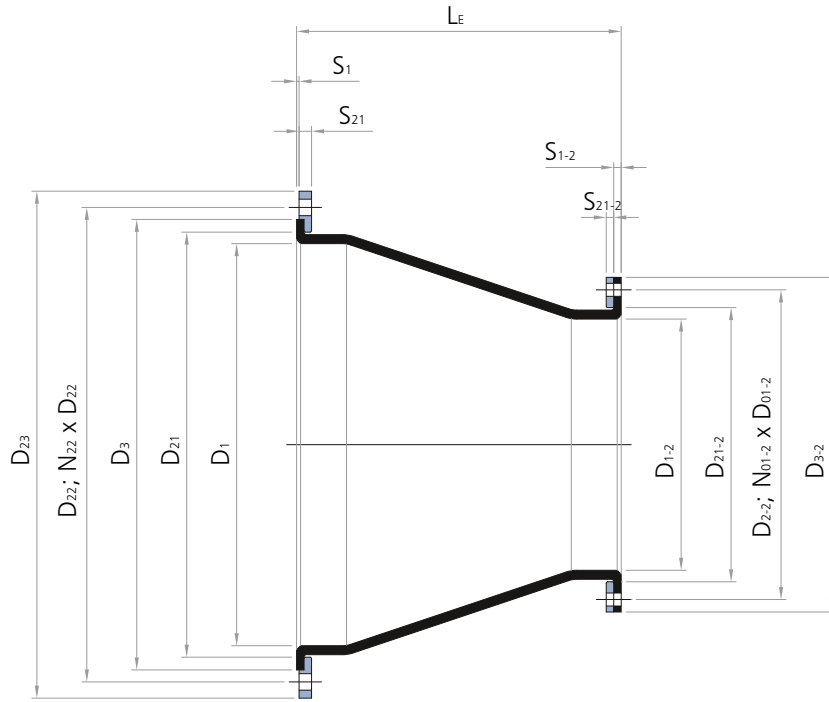 LE
S1
S21
S1-2
S21-2
D23
D22; N22 x D22
D3
D21
D1
D1-2
D21-2
D2-2; N01-2 x D01-2
D3-2